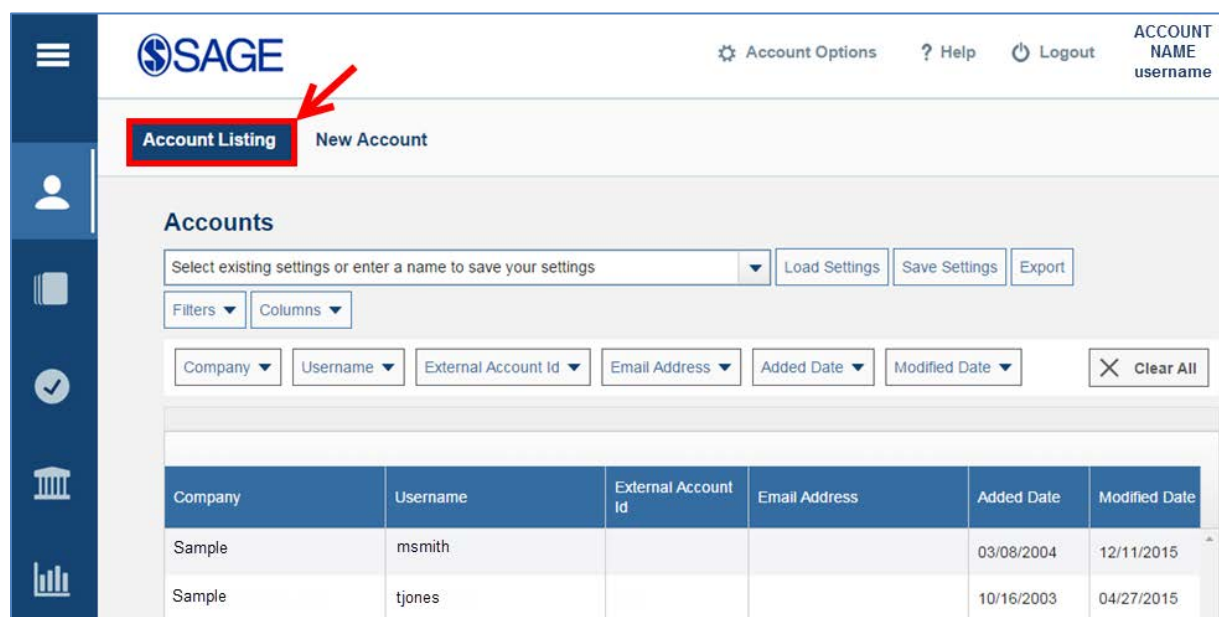 SAGE
Account Options
? Help
Logout
ACCOUNT
NAME
username
Account Listing
New Account
Accounts
Select existing settings or enter a name to save your settings
Load Settings
Save Settings
Export
Filters
Columns
Company
Username
External Account Id
Email Address
Added Date
Modified Date
Clear All
Company
Username
External Account
Id
Email Address
Added Date
Modified Date
Sample
msmith
03/08/2004
12/11/2015
Sample
tjones
10/16/2003
04/27/2015